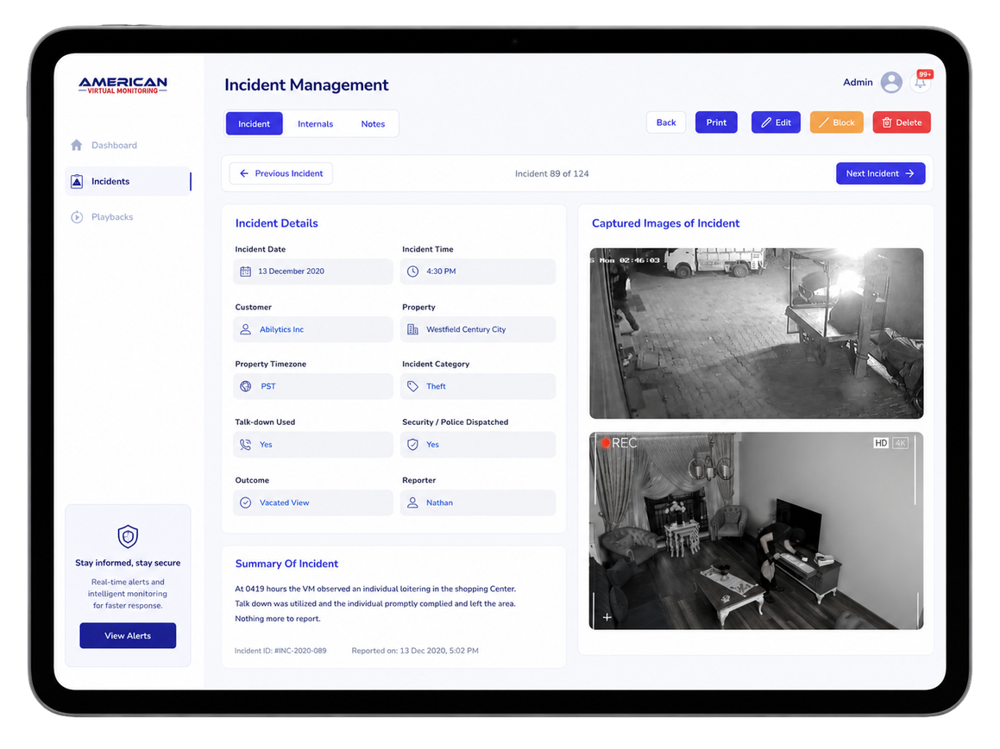 AMERICAN
VIRTUAL MONITORING
Dashboard
Incidents
Playbacks
Stay informed, stay secure
Real-time alerts and
intelligent monitoring
for faster response.
View Alerts
Incident Management
Admin
99+
Incident
Internals
Notes
Back
Print
Edit
Block
Delete
Previous Incident
Incident 89 of 124
Next Incident
Incident Details
Incident Date
Incident Time
13 December 2020
4:30 PM
Customer
Property
Abilytics Inc
Westfield Century City
Property Timezone
Incident Category
PST
Theft
Talk-down Used
Security / Police Dispatched
Yes
Yes
Outcome
Reporter
Vacated View
Nathan
Summary Of Incident
At 0419 hours the VM observed an individual loitering in the shopping Center.
Talk down was utilized and the individual promptly complied and left the area.
Nothing more to report.
Incident ID: #INC-2020-089
Reported on: 13 Dec 2020, 5:02 PM
Captured Images of Incident
S Mon 02:46:03
REC
HD 4K